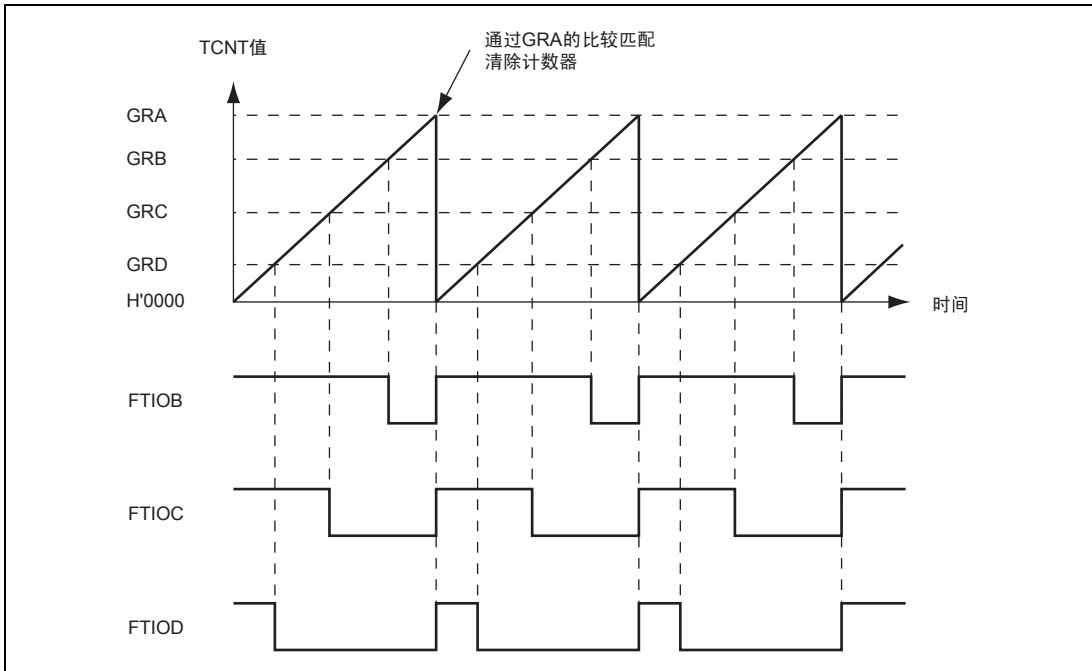 TCNT值
通过GRA的比较匹配
清除计数器
GRA
GRB
GRC
GRD
H'0000
时间
FTIOB
FTIOC
FTIOD